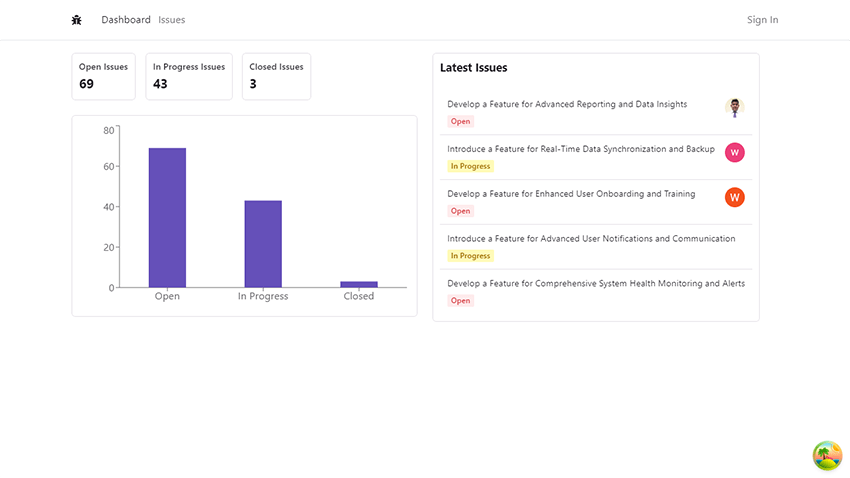 Dashboard Issues Sign In
Open Issues
69
In Progress Issues
43
Closed Issues
3
80
60
40
20
0
Open In Progress Closed
Latest Issues
Develop a Feature for Advanced Reporting and Data Insights
Open
Introduce a Feature for Real-Time Data Synchronization and Backup
W
In Progress
Develop a Feature for Enhanced User Onboarding and Training
W
Open
Introduce a Feature for Advanced User Notifications and Communication
In Progress
Develop a Feature for Comprehensive System Health Monitoring and Alerts
Open